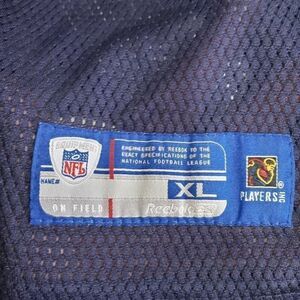 EQUIPMENT
NFL
NAME#
ON FIELD
ENGINEERED BY REEBOK TO THE
EXACT SPECIFICATIONS OF THE
NATIONAL FOOTBALL LEAGUE
XL
Reebok
PLAYERS INC